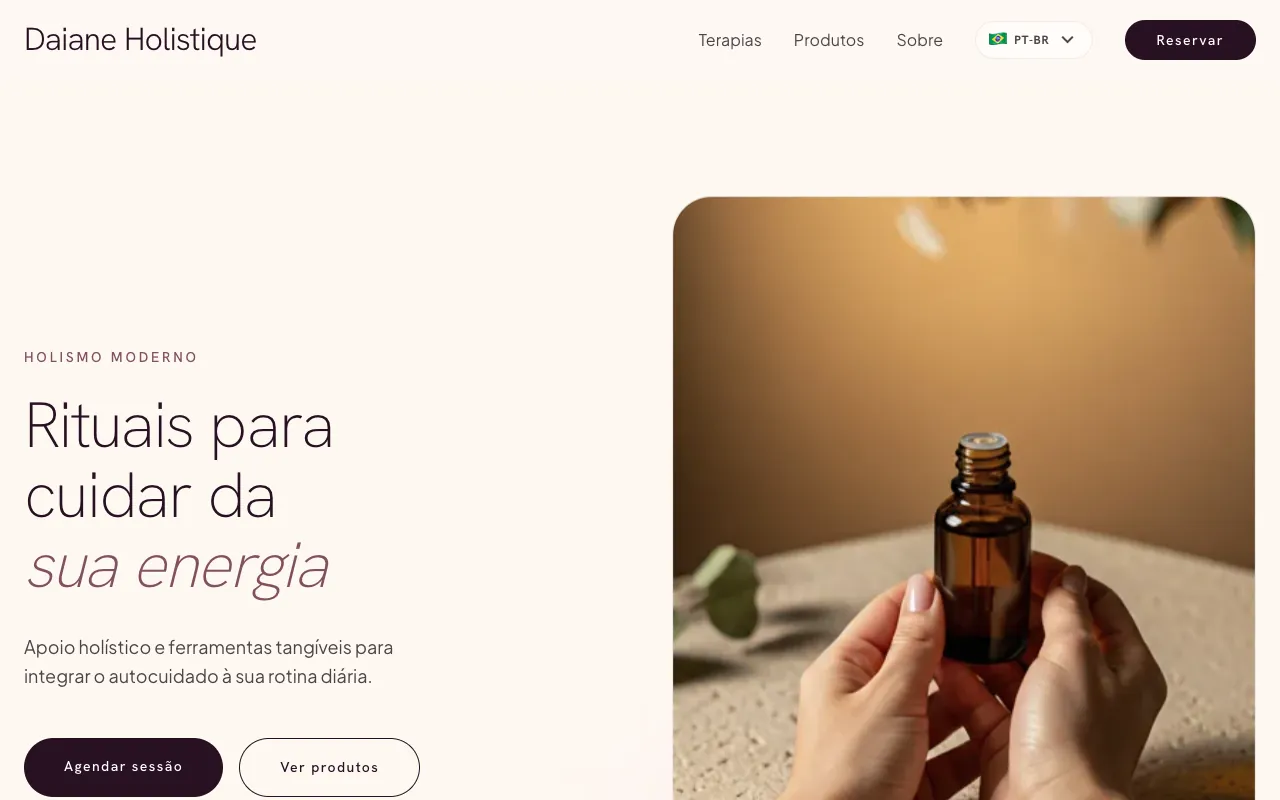 Daiane Holistique
Terapias
Produtos
Sobre
PT-BR
Reservar
HOLISMO MODERNO
Rituais para
cuidar da
sua energia
Apoio holístico e ferramentas tangíveis para
integrar o autocuidado à sua rotina diária.
Agendar sessão
Ver produtos